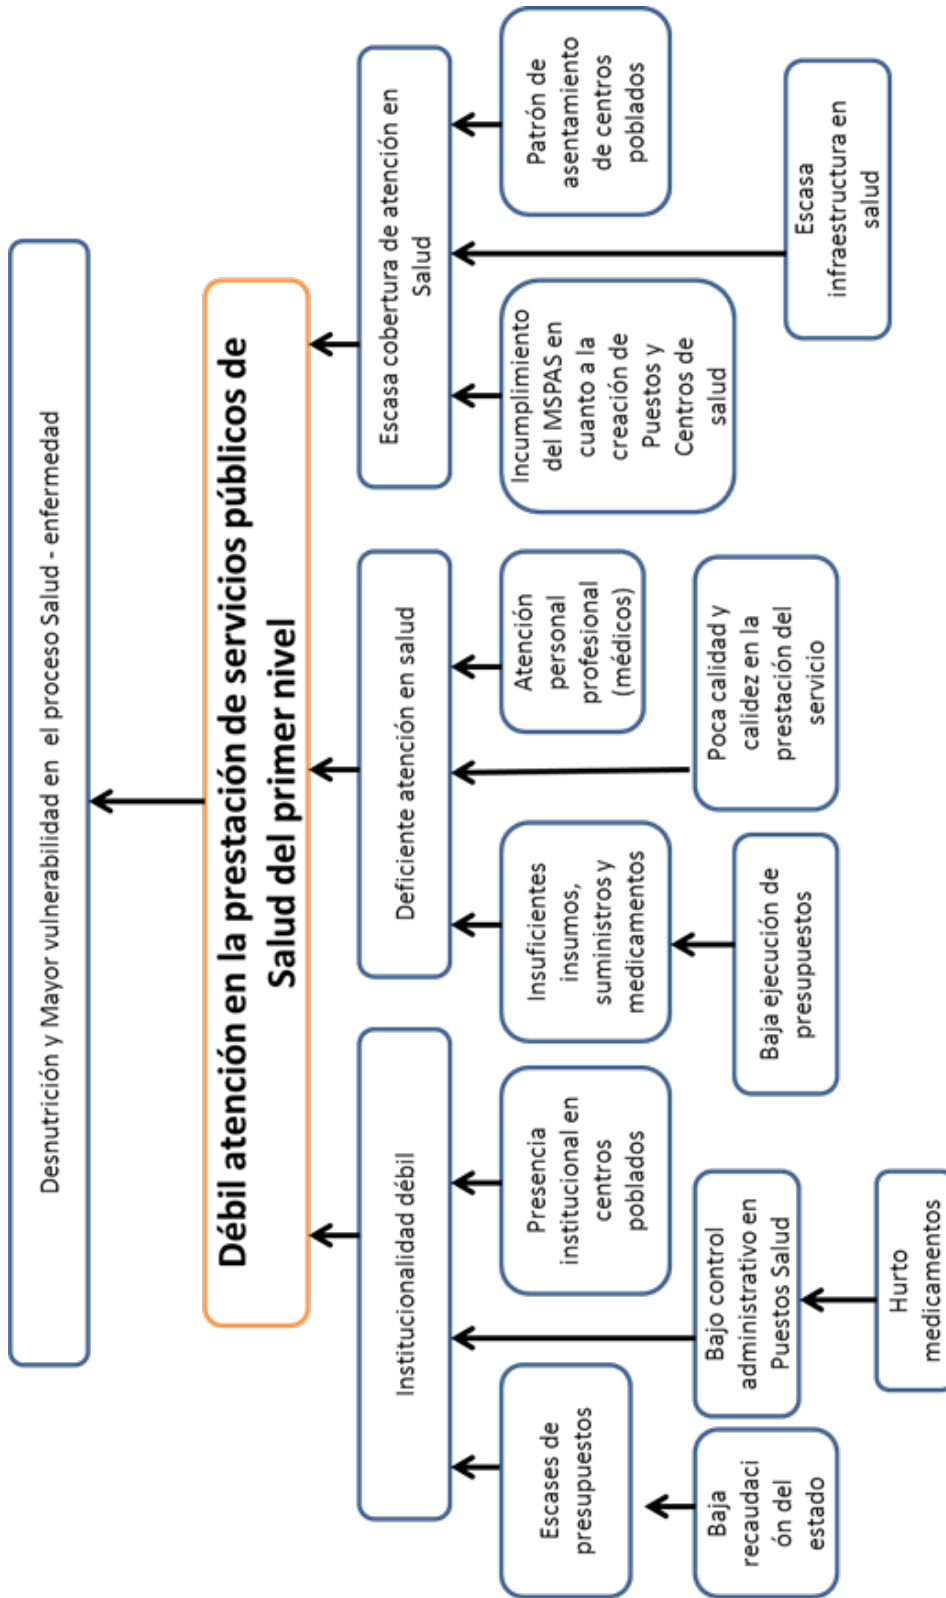 Desnutrición y Mayor vulnerabilidad en el proceso Salud - enfermedad
Débil atención en la prestación de servicios públicos de
Salud del primer nivel
Institucionalidad débil
Deficiente atención en salud
Escasa cobertura de atención en
Salud
Escases de
presupuestos
Presencia
institucional en
centros
poblados
Insuficientes
insumos,
suministros y
medicamentos
Atención
personal
profesional
(médicos)
Incumplimiento
del MSPAS en
cuanto a la
creación de
Puestos y
Centros de
salud
Patrón de
asentamiento
de centros
poblados
Baja
recaudaci
ón del
estado
Bajo control
administrativo en
Puestos Salud
Baja ejecución de
presupuestos
Poca calidad y
calidez en la
prestación del
servicio
Escasa
infraestructura en
salud
Hurto
medicamentos